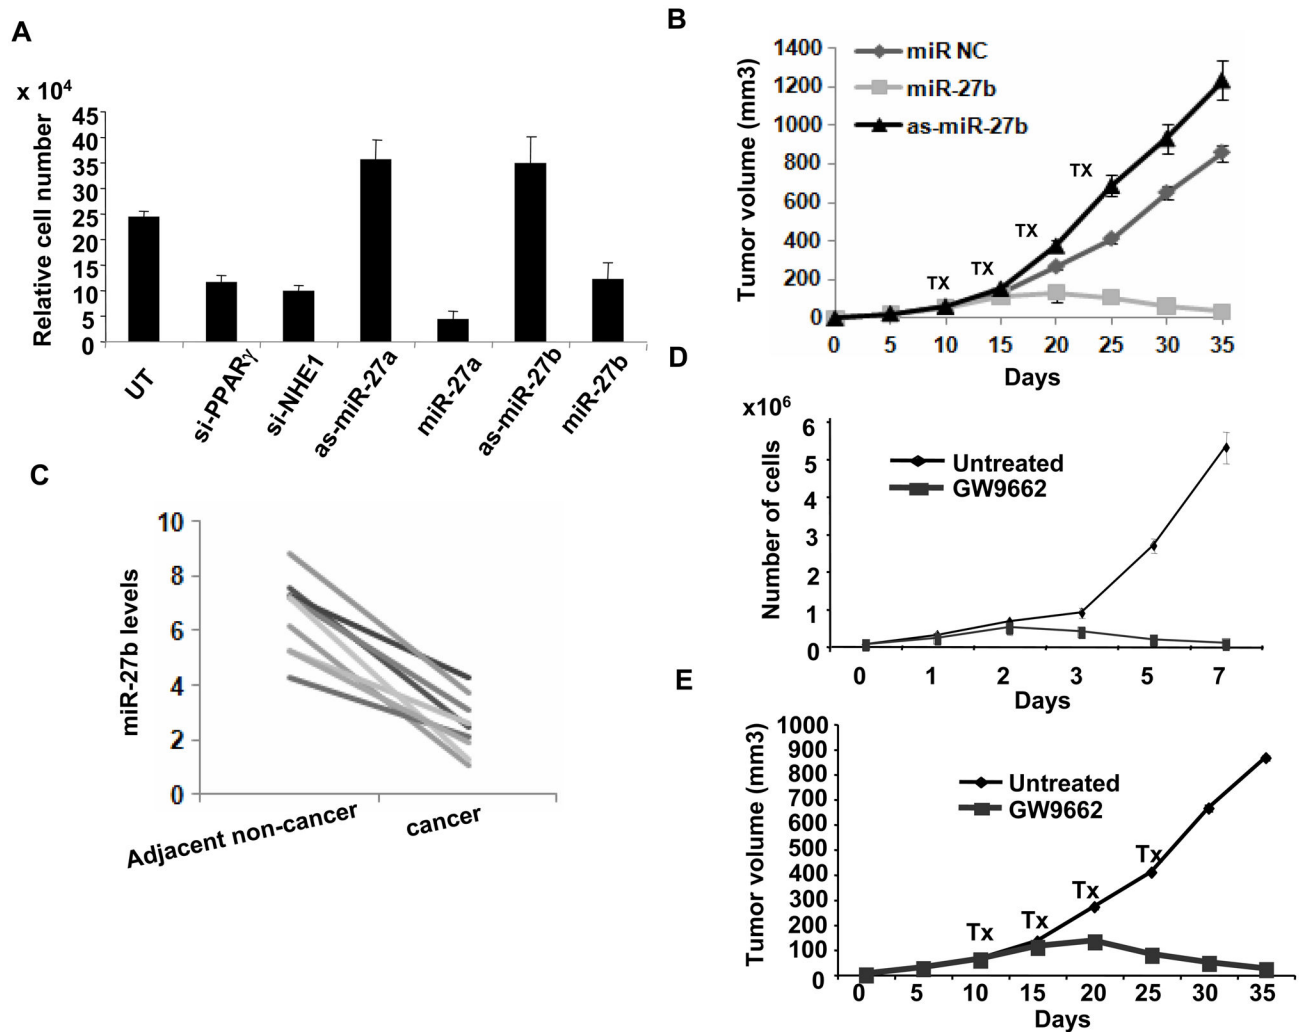 A
x 10⁴
Relative cell number
45
40
35
30
25
20
15
10
5
0
UT
si-PPARγ
si-NHE1
as-miR-27a
miR-27a
as-miR-27b
miR-27b
B
Tumor volume (mm3)
1400
1200
1000
800
600
400
200
0
miR NC
miR-27b
as-miR-27b
TX
TX
TX
TX
0 5 10 15 20 25 30 35
Days
C
miR-27b levels
10
8
6
4
2
0
Adjacent non-cancer
cancer
D
x10⁶
Number of cells
6
5
4
3
2
1
0
Untreated
GW9662
0 1 2 3 5 7
Days
E
Tumor volume (mm3)
1000
900
800
700
600
500
400
300
200
100
0
Untreated
GW9662
Tx
Tx
Tx
Tx
0 5 10 15 20 25 30 35
Days